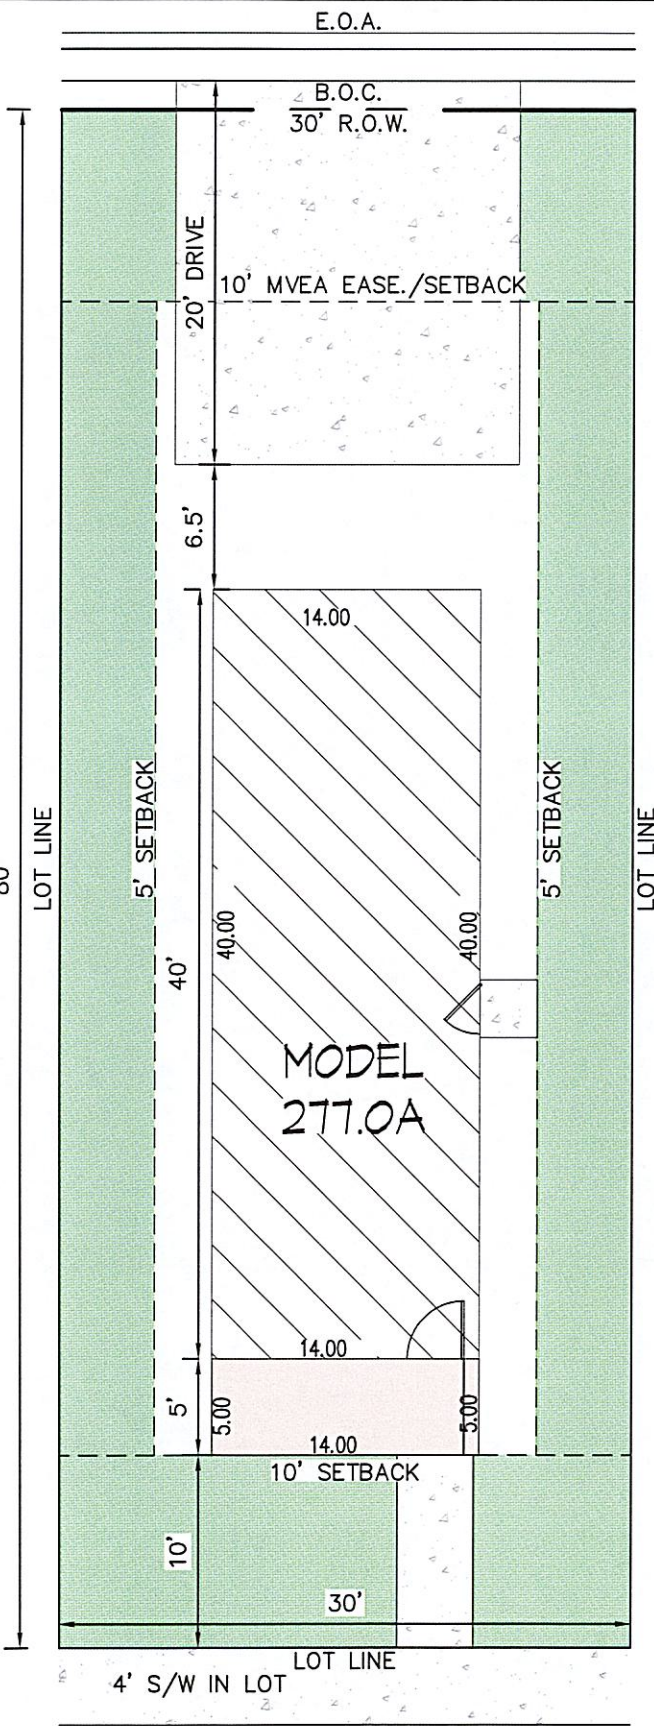 E.O.A.
B.O.C.
30' R.O.W.
20' DRIVE
10' MVEA EASE./SETBACK
6.5'
14.00
5' SETBACK
5' SETBACK
LOT LINE
LOT LINE
40'
40.00
40.00
MODEL
277.0A
14.00
5'
5.00
5.00
14.00
10' SETBACK
10'
30'
LOT LINE
4' S/W IN LOT